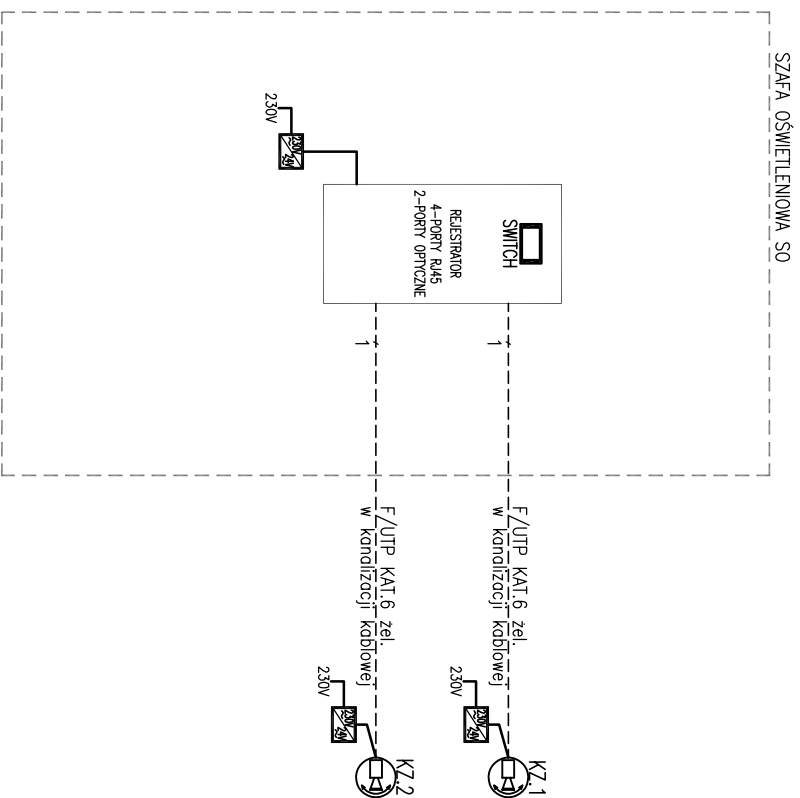 SZAFA OŚWIETLENIOWA SO
SWITCH
REJESTRATOR
4-PORTY RJ45
2-PORTY OPTYCZNE
230V
230V
24V
1
1
F/UTP KAT.6 żel.
w kanalizacji kablowej
F/UTP KAT.6 żel.
w kanalizacji kablowej
KZ.1
230V
230V
24V
KZ.2
230V
230V
24V